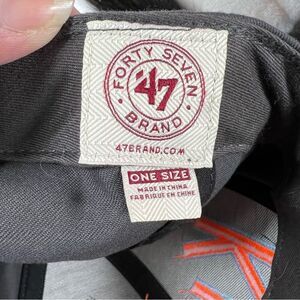 FORTY SEVEN
'47
BRAND
47BRAND.COM
ONE SIZE
MADE IN CHINA
FABRIQUÉ EN CHINE